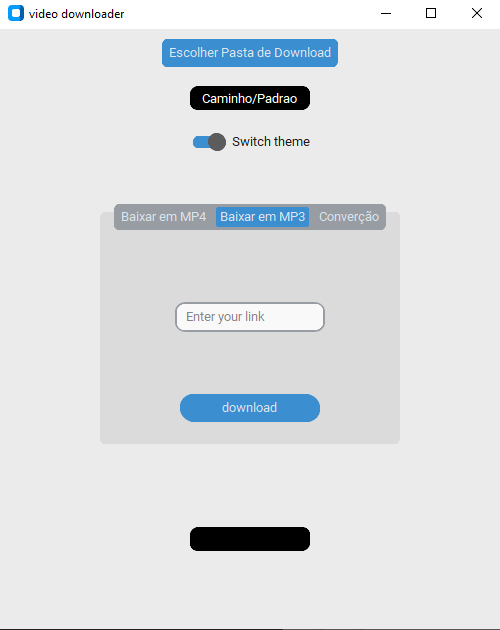 video downloader
Escolher Pasta de Download
Caminho/Padrao
Switch theme
Baixar em MP4 Baixar em MP3 Converção
Enter your link
download